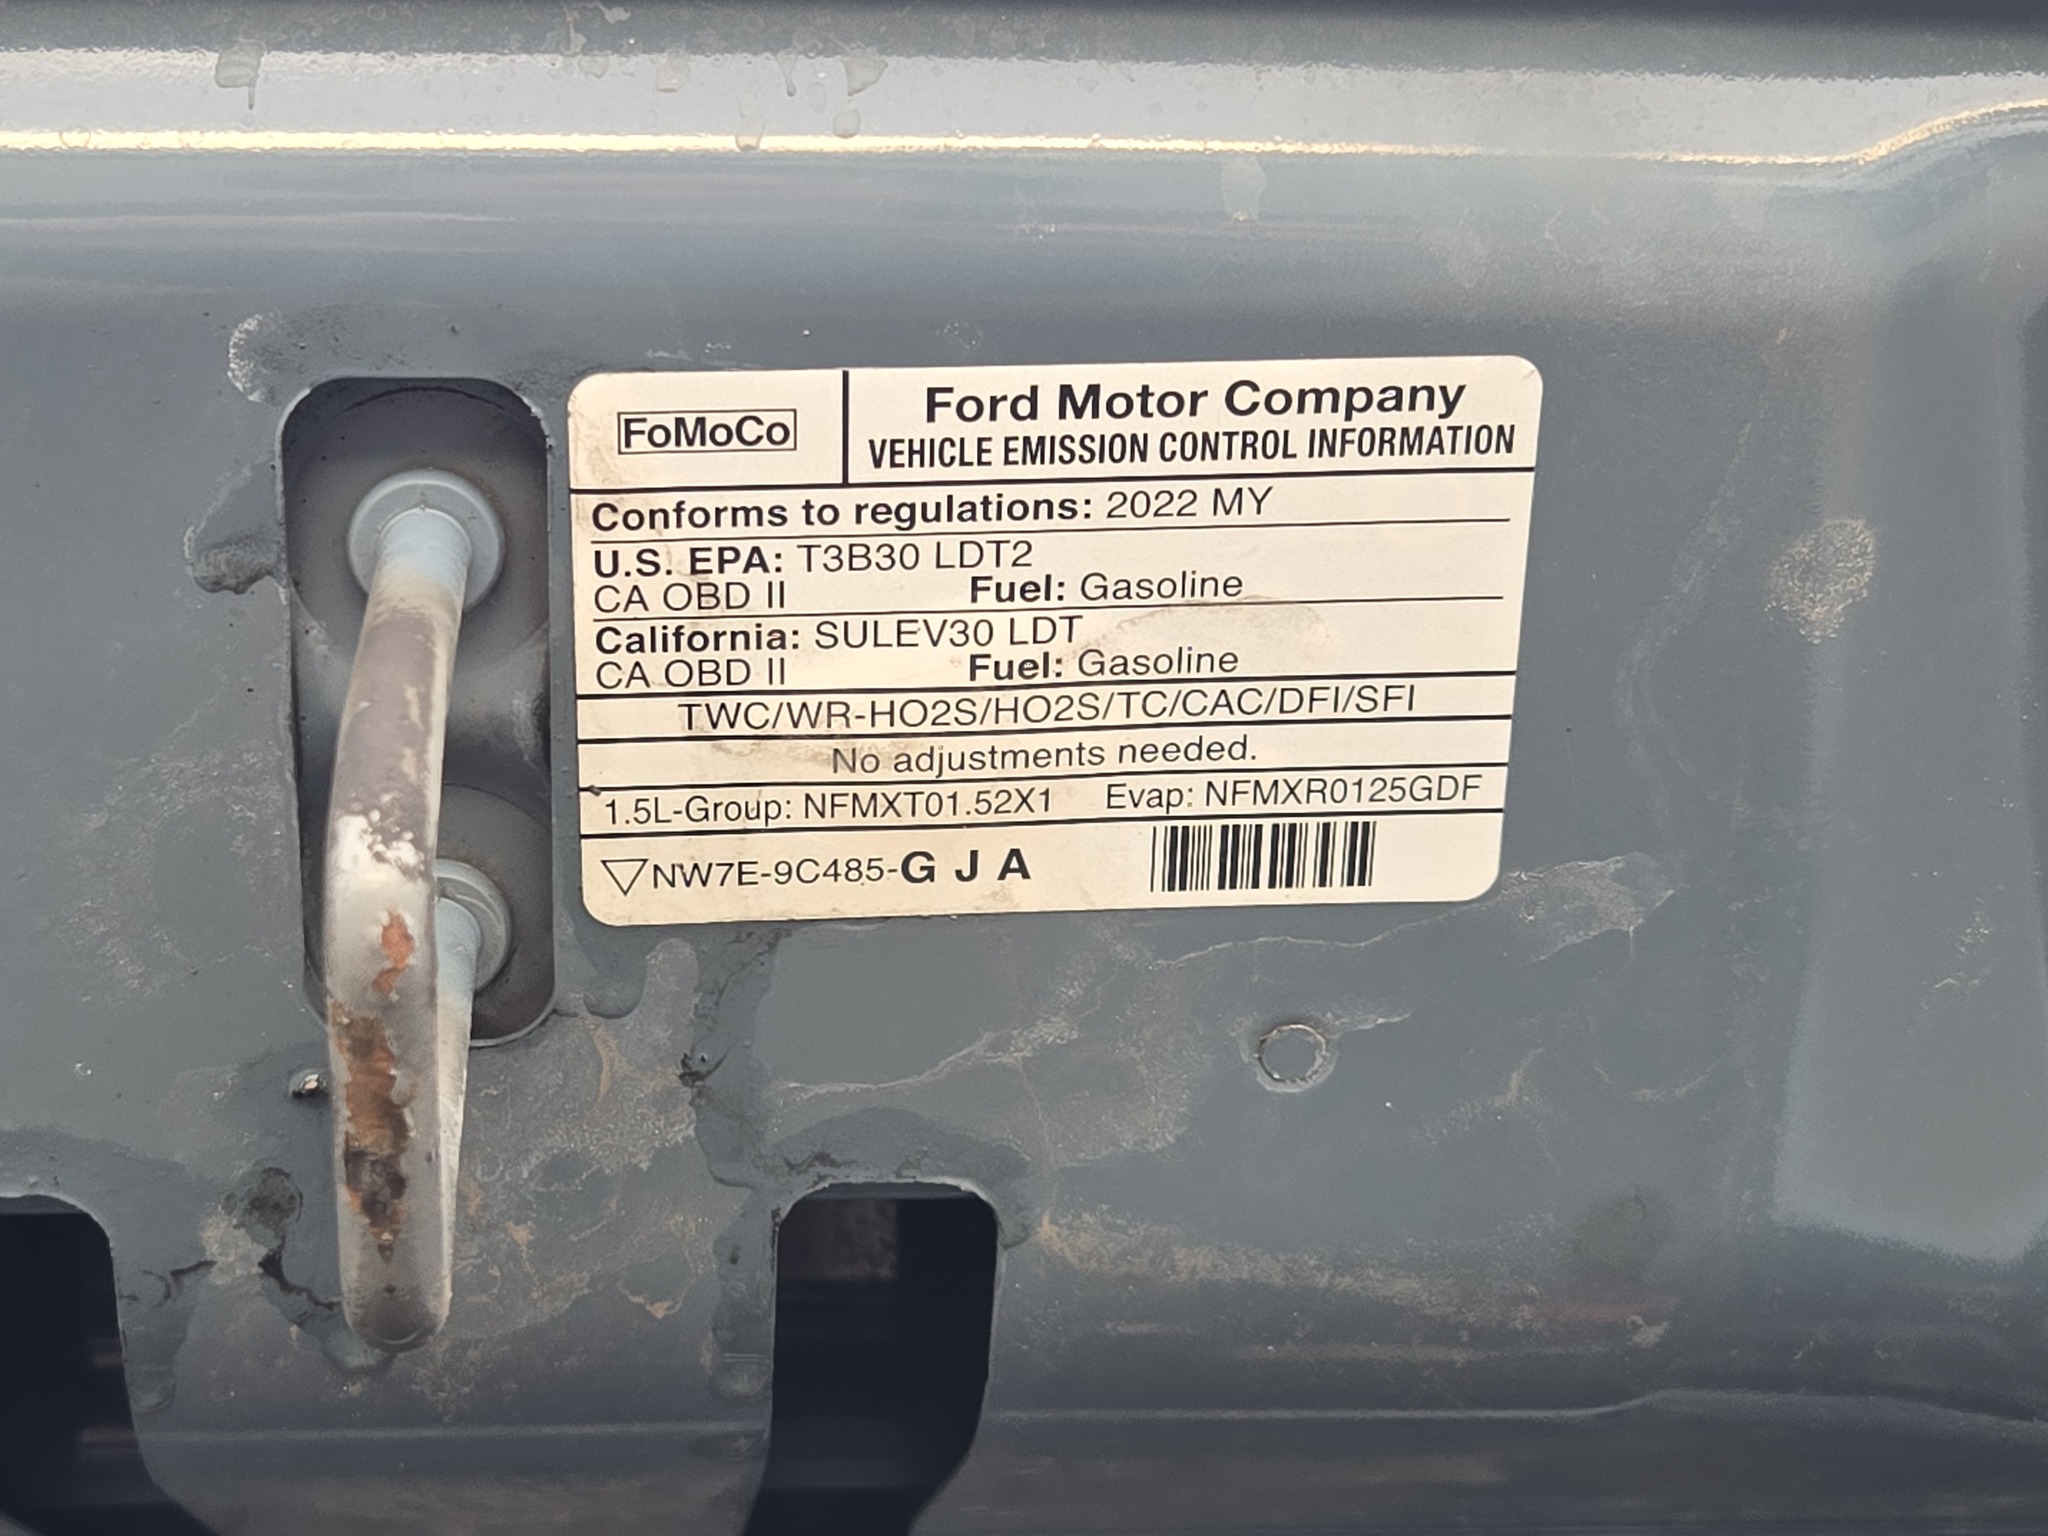 FoMoCo
Ford Motor Company
VEHICLE EMISSION CONTROL INFORMATION
Conforms to regulations: 2022 MY
U.S. EPA: T3B30 LDT2
CA OBD II Fuel: Gasoline
California: SULEV30 LDT
CA OBD II Fuel: Gasoline
TWC/WR-HO2S/HO2S/TC/CAC/DFI/SFI
No adjustments needed.
1.5L-Group: NFMXT01.52X1 Evap: NFMXR0125GDF
▽NW7E-9C485-G J A